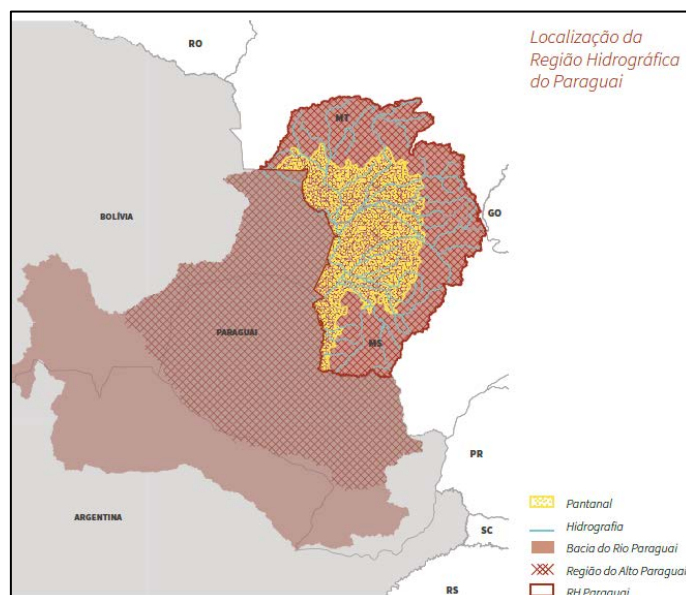 Localização da
Região Hidrográfica
do Paraguai
RO
MT
GO
BOLÍVIA
PARAGUAI
MS
PR
ARGENTINA
SC
RS
Pantanal
Hidrografia
Bacia do Rio Paraguai
Região do Alto Paraguai
RH Paraguai